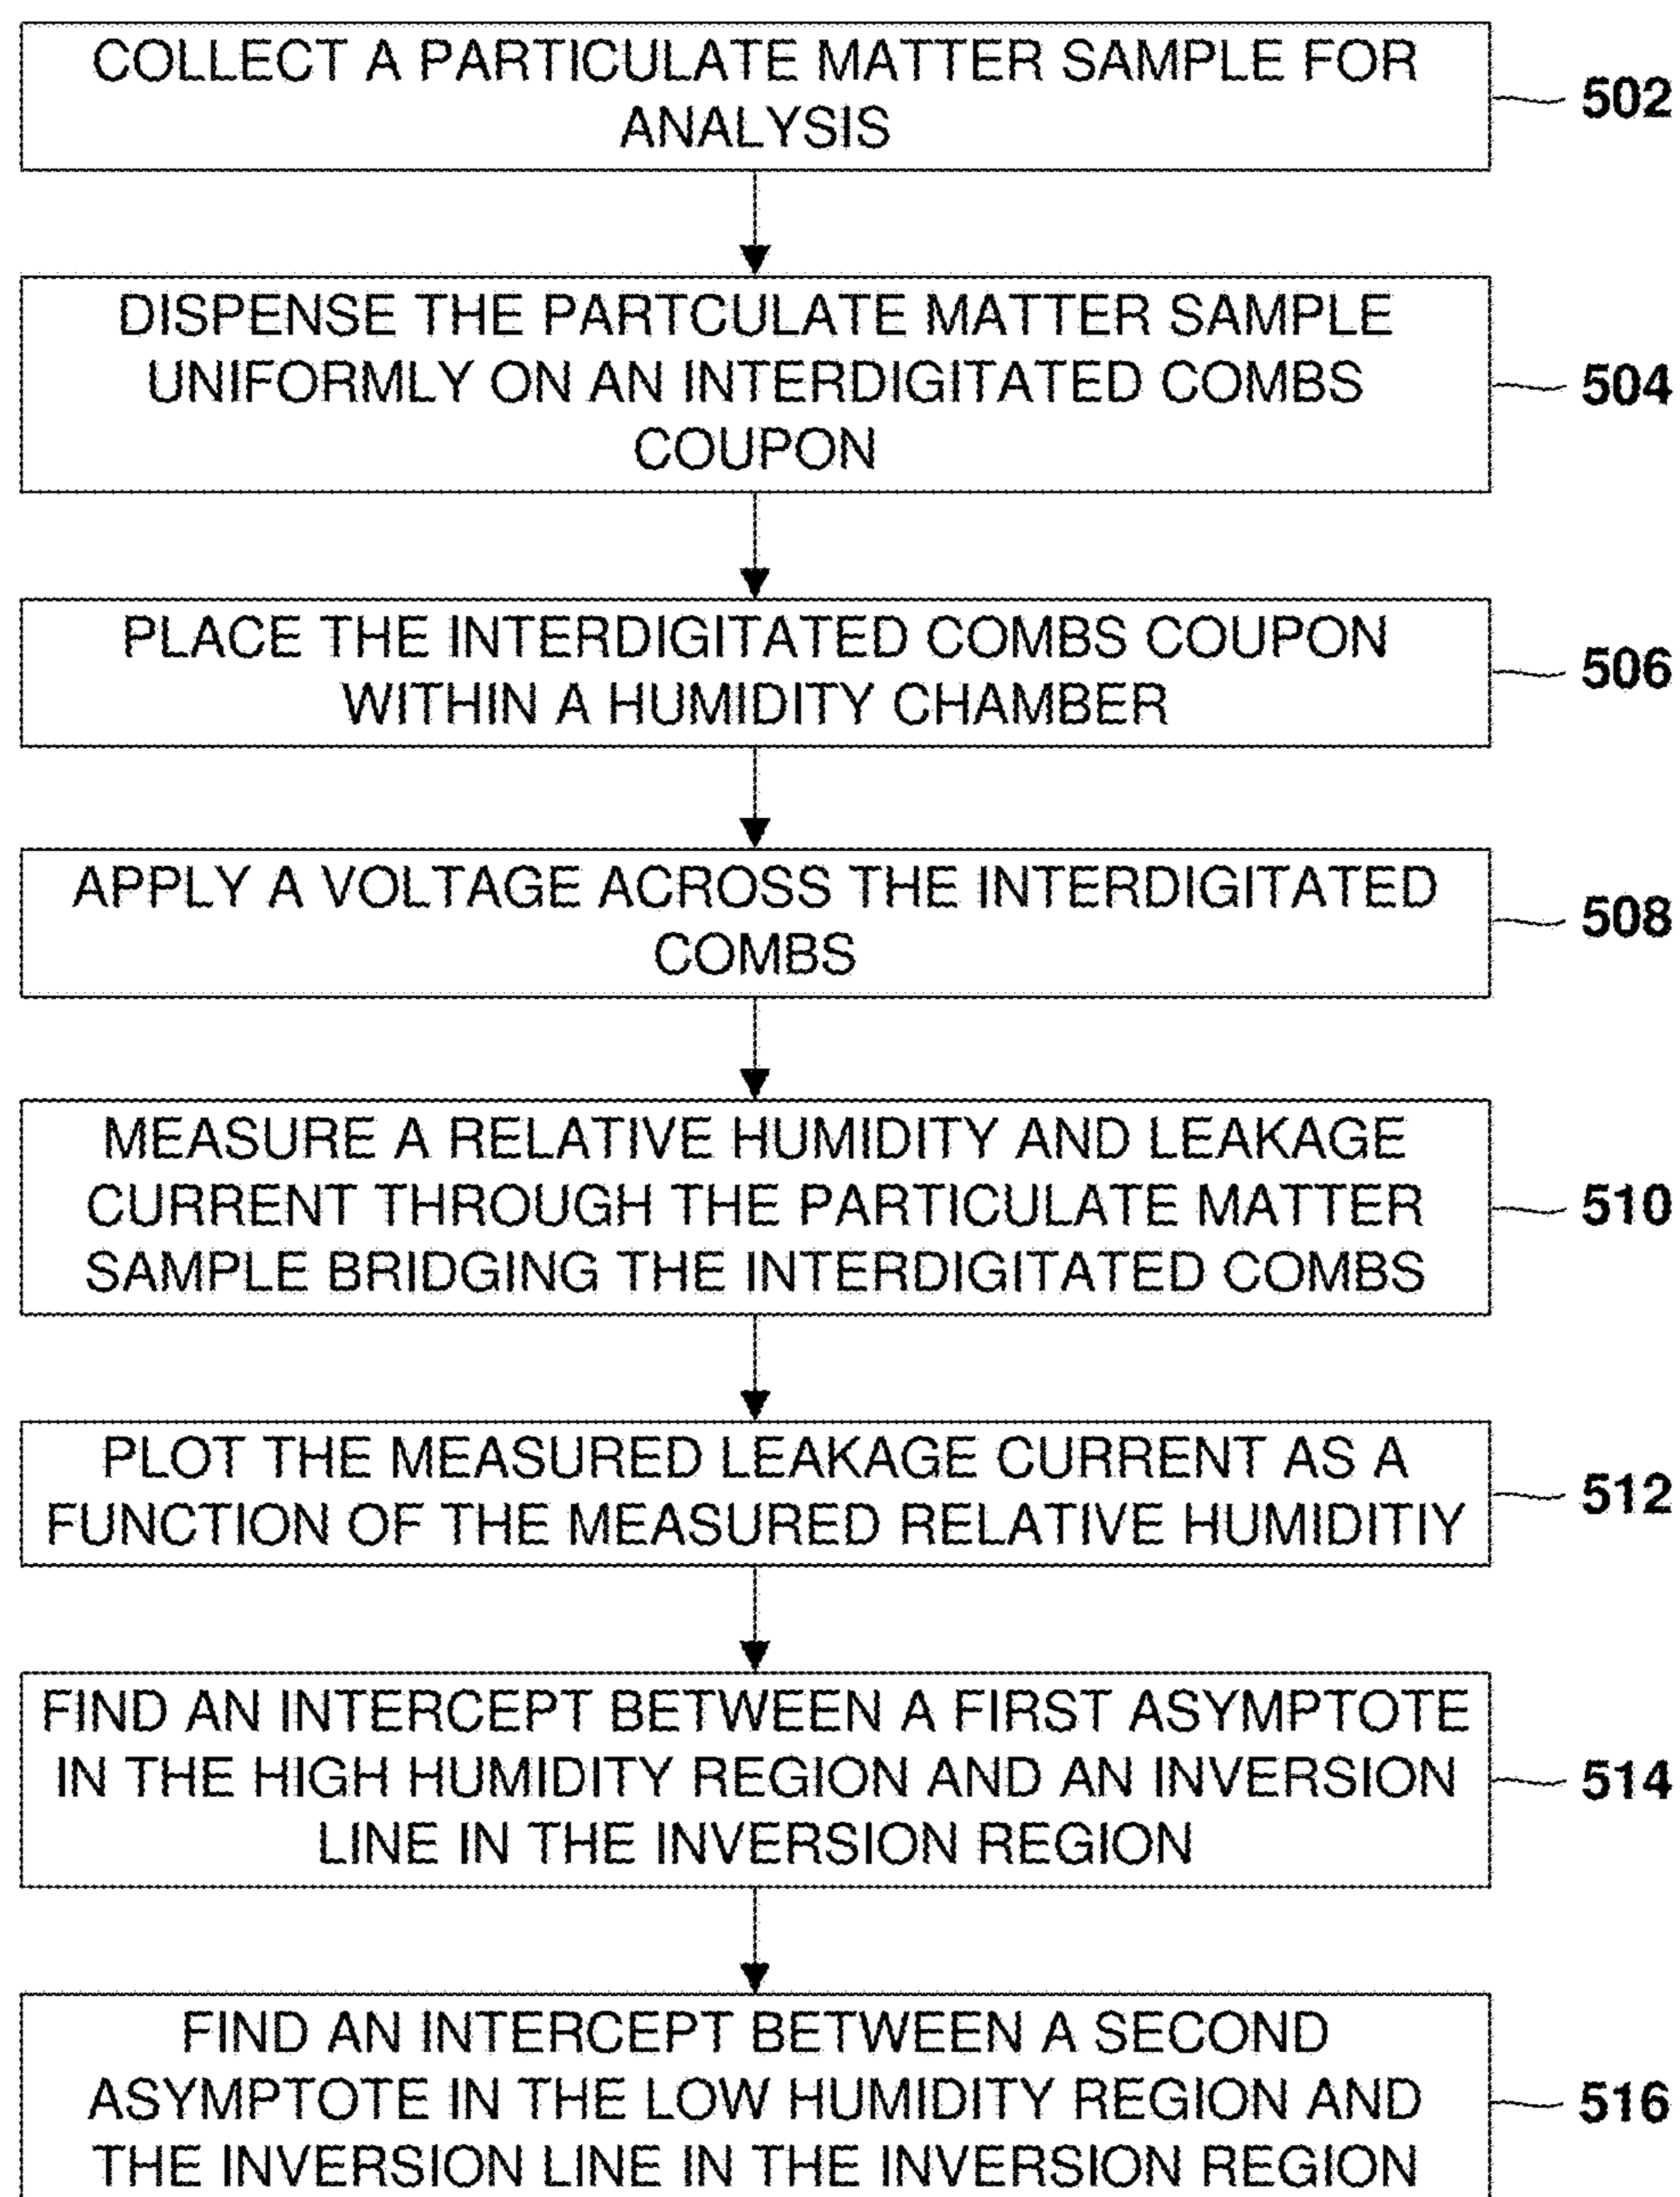 COLLECT A PARTICULATE MATTER SAMPLE FOR
ANALYSIS
502
DISPENSE THE PARTCULATE MATTER SAMPLE
UNIFORMLY ON AN INTERDIGITATED COMBS
COUPON
504
PLACE THE INTERDIGITATED COMBS COUPON
WITHIN A HUMIDITY CHAMBER
506
APPLY A VOLTAGE ACROSS THE INTERDIGITATED
COMBS
508
MEASURE A RELATIVE HUMIDITY AND LEAKAGE
CURRENT THROUGH THE PARTICULATE MATTER
SAMPLE BRIDGING THE INTERDIGITATED COMBS
510
PLOT THE MEASURED LEAKAGE CURRENT AS A
FUNCTION OF THE MEASURED RELATIVE HUMIDITIY
512
FIND AN INTERCEPT BETWEEN A FIRST ASYMPTOTE
IN THE HIGH HUMIDITY REGION AND AN INVERSION
LINE IN THE INVERSION REGION
514
FIND AN INTERCEPT BETWEEN A SECOND
ASYMPTOTE IN THE LOW HUMIDITY REGION AND
THE INVERSION LINE IN THE INVERSION REGION
516